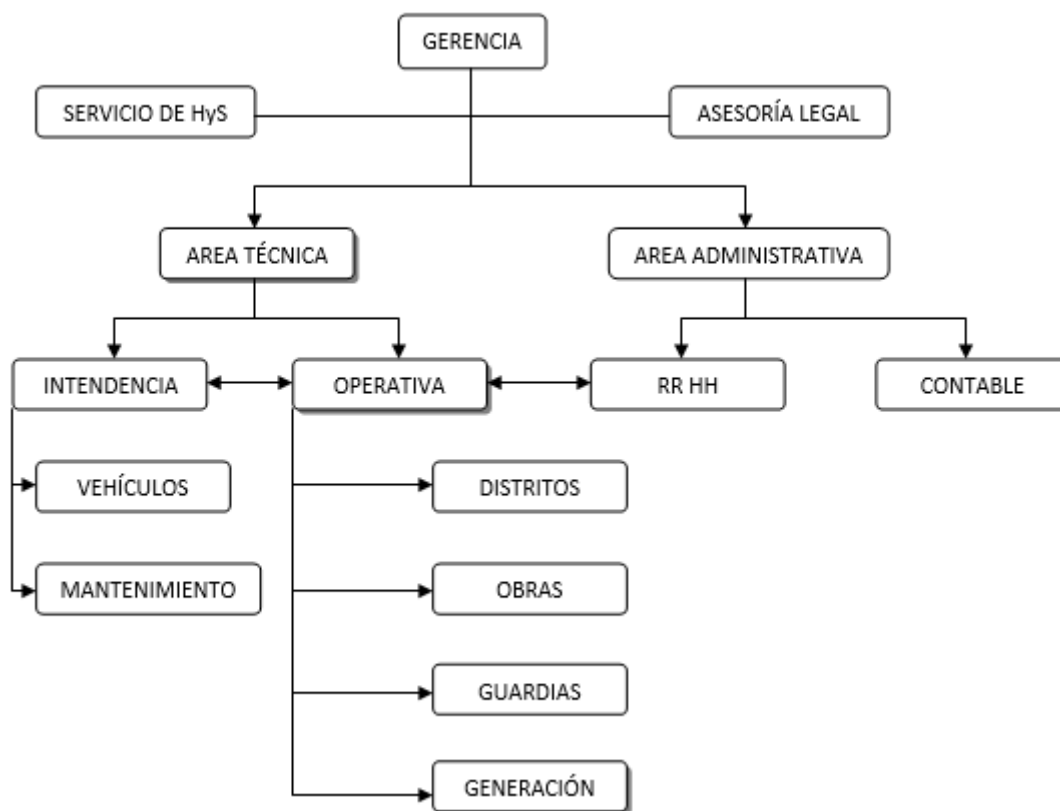 GERENCIA
SERVICIO DE HyS
ASESORÍA LEGAL
AREA TÉCNICA
AREA ADMINISTRATIVA
INTENDENCIA
OPERATIVA
RR HH
CONTABLE
VEHÍCULOS
DISTRITOS
MANTENIMIENTO
OBRAS
GUARDIAS
GENERACIÓN